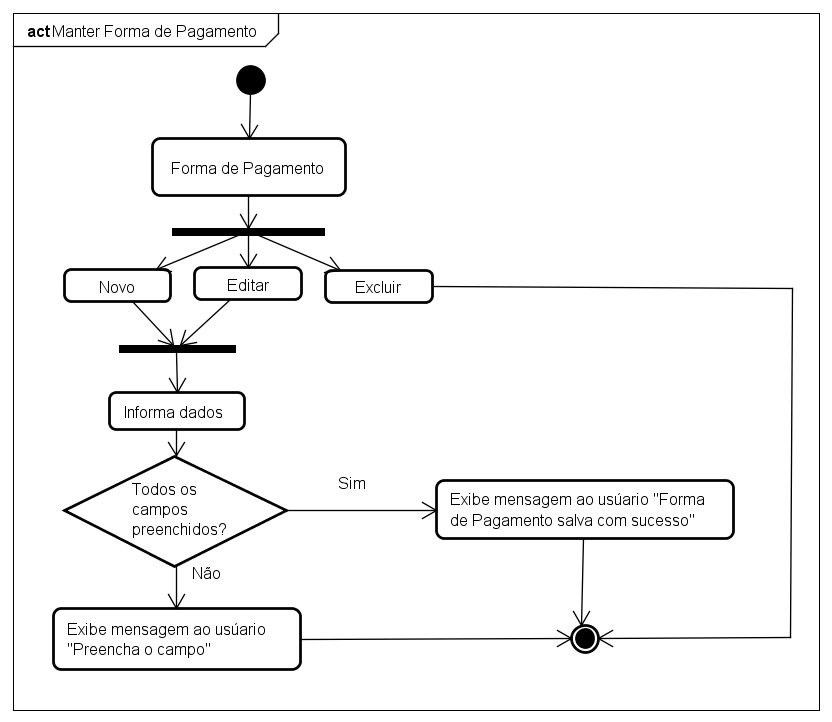 act Manter Forma de Pagamento
Forma de Pagamento
Novo
Editar
Excluir
Informa dados
Todos os
campos
preenchidos?
Sim
Exibe mensagem ao usúario "Forma
de Pagamento salva com sucesso"
Não
Exibe mensagem ao usúario
"Preencha o campo"